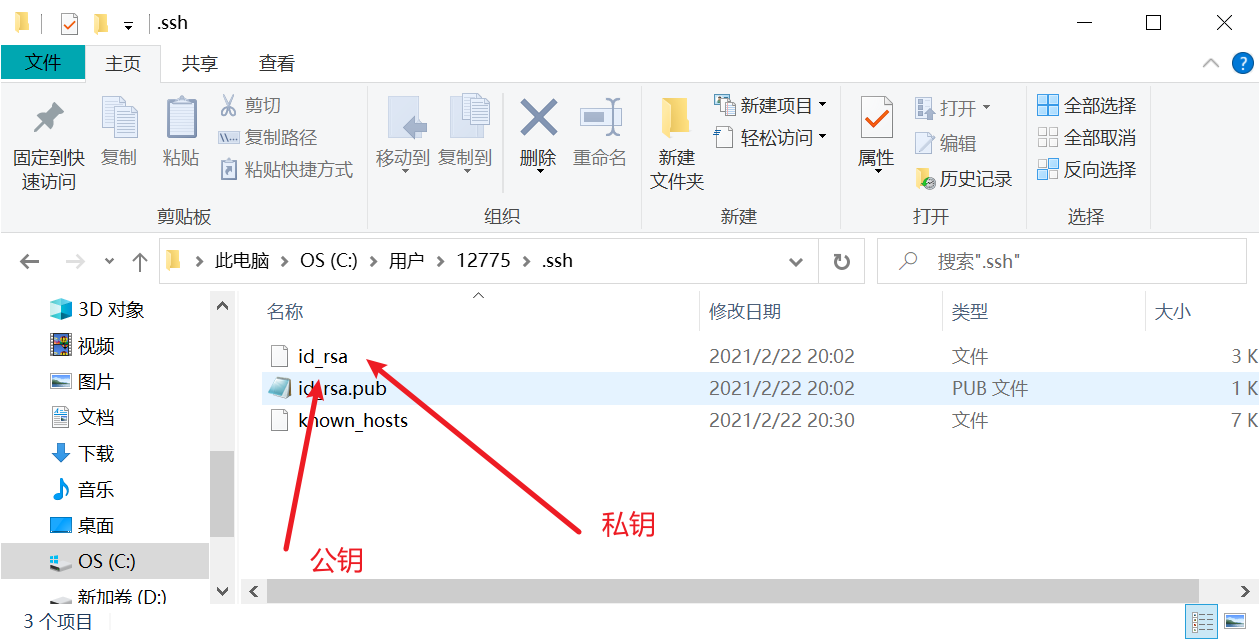 .ssh
文件 主页 共享 查看
?
固定到快
速访问
复制
粘贴
剪切
复制路径
粘贴快捷方式
剪贴板
移动到
复制到
删除
重命名
组织
新建
文件夹
新建项目
轻松访问
新建
属性
打开
编辑
历史记录
打开
全部选择
全部取消
反向选择
选择
此电脑 OS (C:) 用户 12775 .ssh
搜索".ssh"
3D 对象
视频
图片
文档
下载
音乐
桌面
OS (C:)
新加卷 (D:)
名称 修改日期 类型 大小
id_rsa 2021/2/22 20:02 文件 3 K
id_rsa.pub 2021/2/22 20:02 PUB 文件 1 K
known_hosts 2021/2/22 20:30 文件 7 K
私钥
公钥
3 个项目